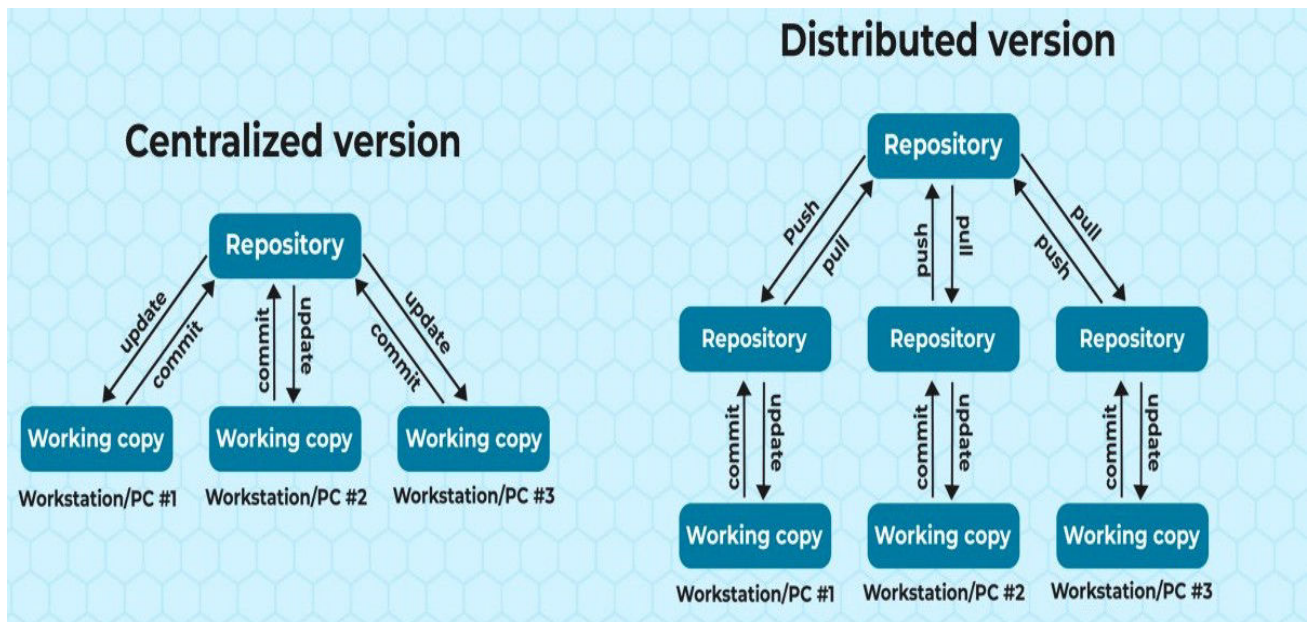 Centralized version
Repository
update
commit
commit
update
update
commit
Working copy
Working copy
Working copy
Workstation/PC #1
Workstation/PC #2
Workstation/PC #3
Distributed version
Repository
Push
pull
push
pull
pull
push
Repository
Repository
Repository
commit
update
commit
update
commit
update
Working copy
Working copy
Working copy
Workstation/PC #1
Workstation/PC #2
Workstation/PC #3